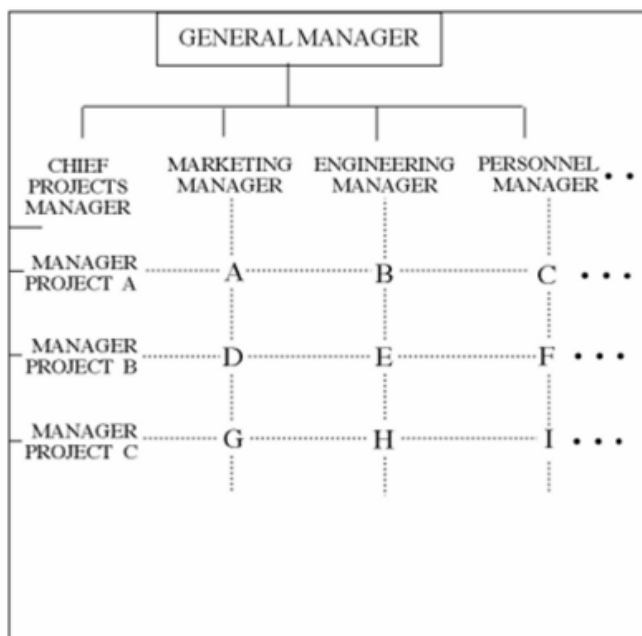 GENERAL MANAGER
CHIEF
PROJECTS
MANAGER
MARKETING
MANAGER
ENGINEERING
MANAGER
PERSONNEL
MANAGER
MANAGER
PROJECT A
A B C
MANAGER
PROJECT B
D E F
MANAGER
PROJECT C
G H I